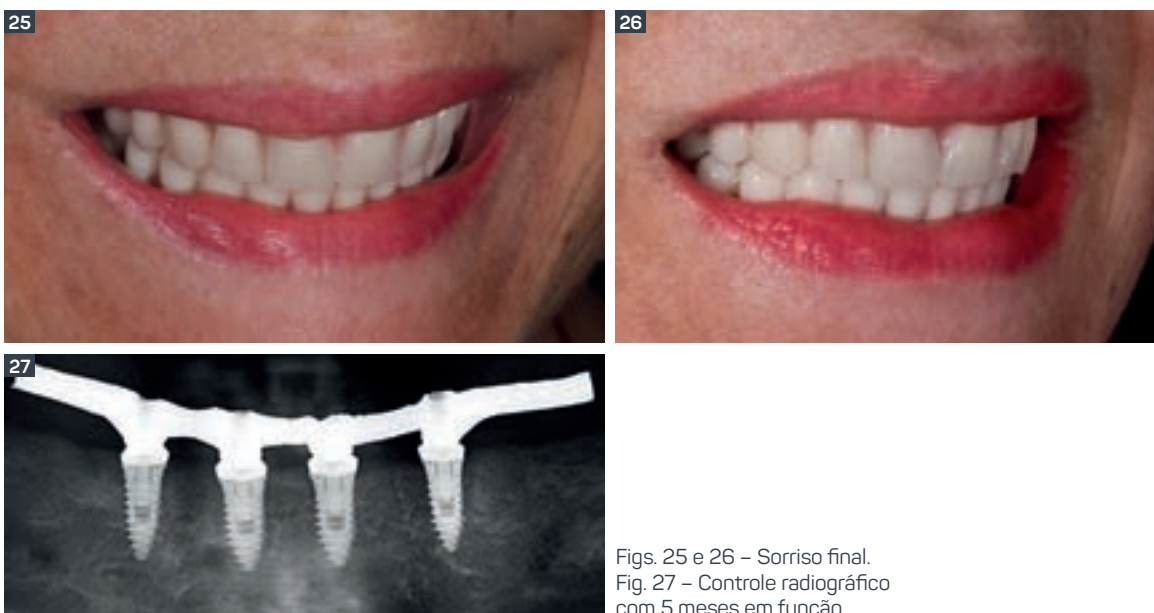 25
26
27
Figs. 25 e 26 – Sorriso final.
Fig. 27 – Controle radiográfico
com 5 meses em função